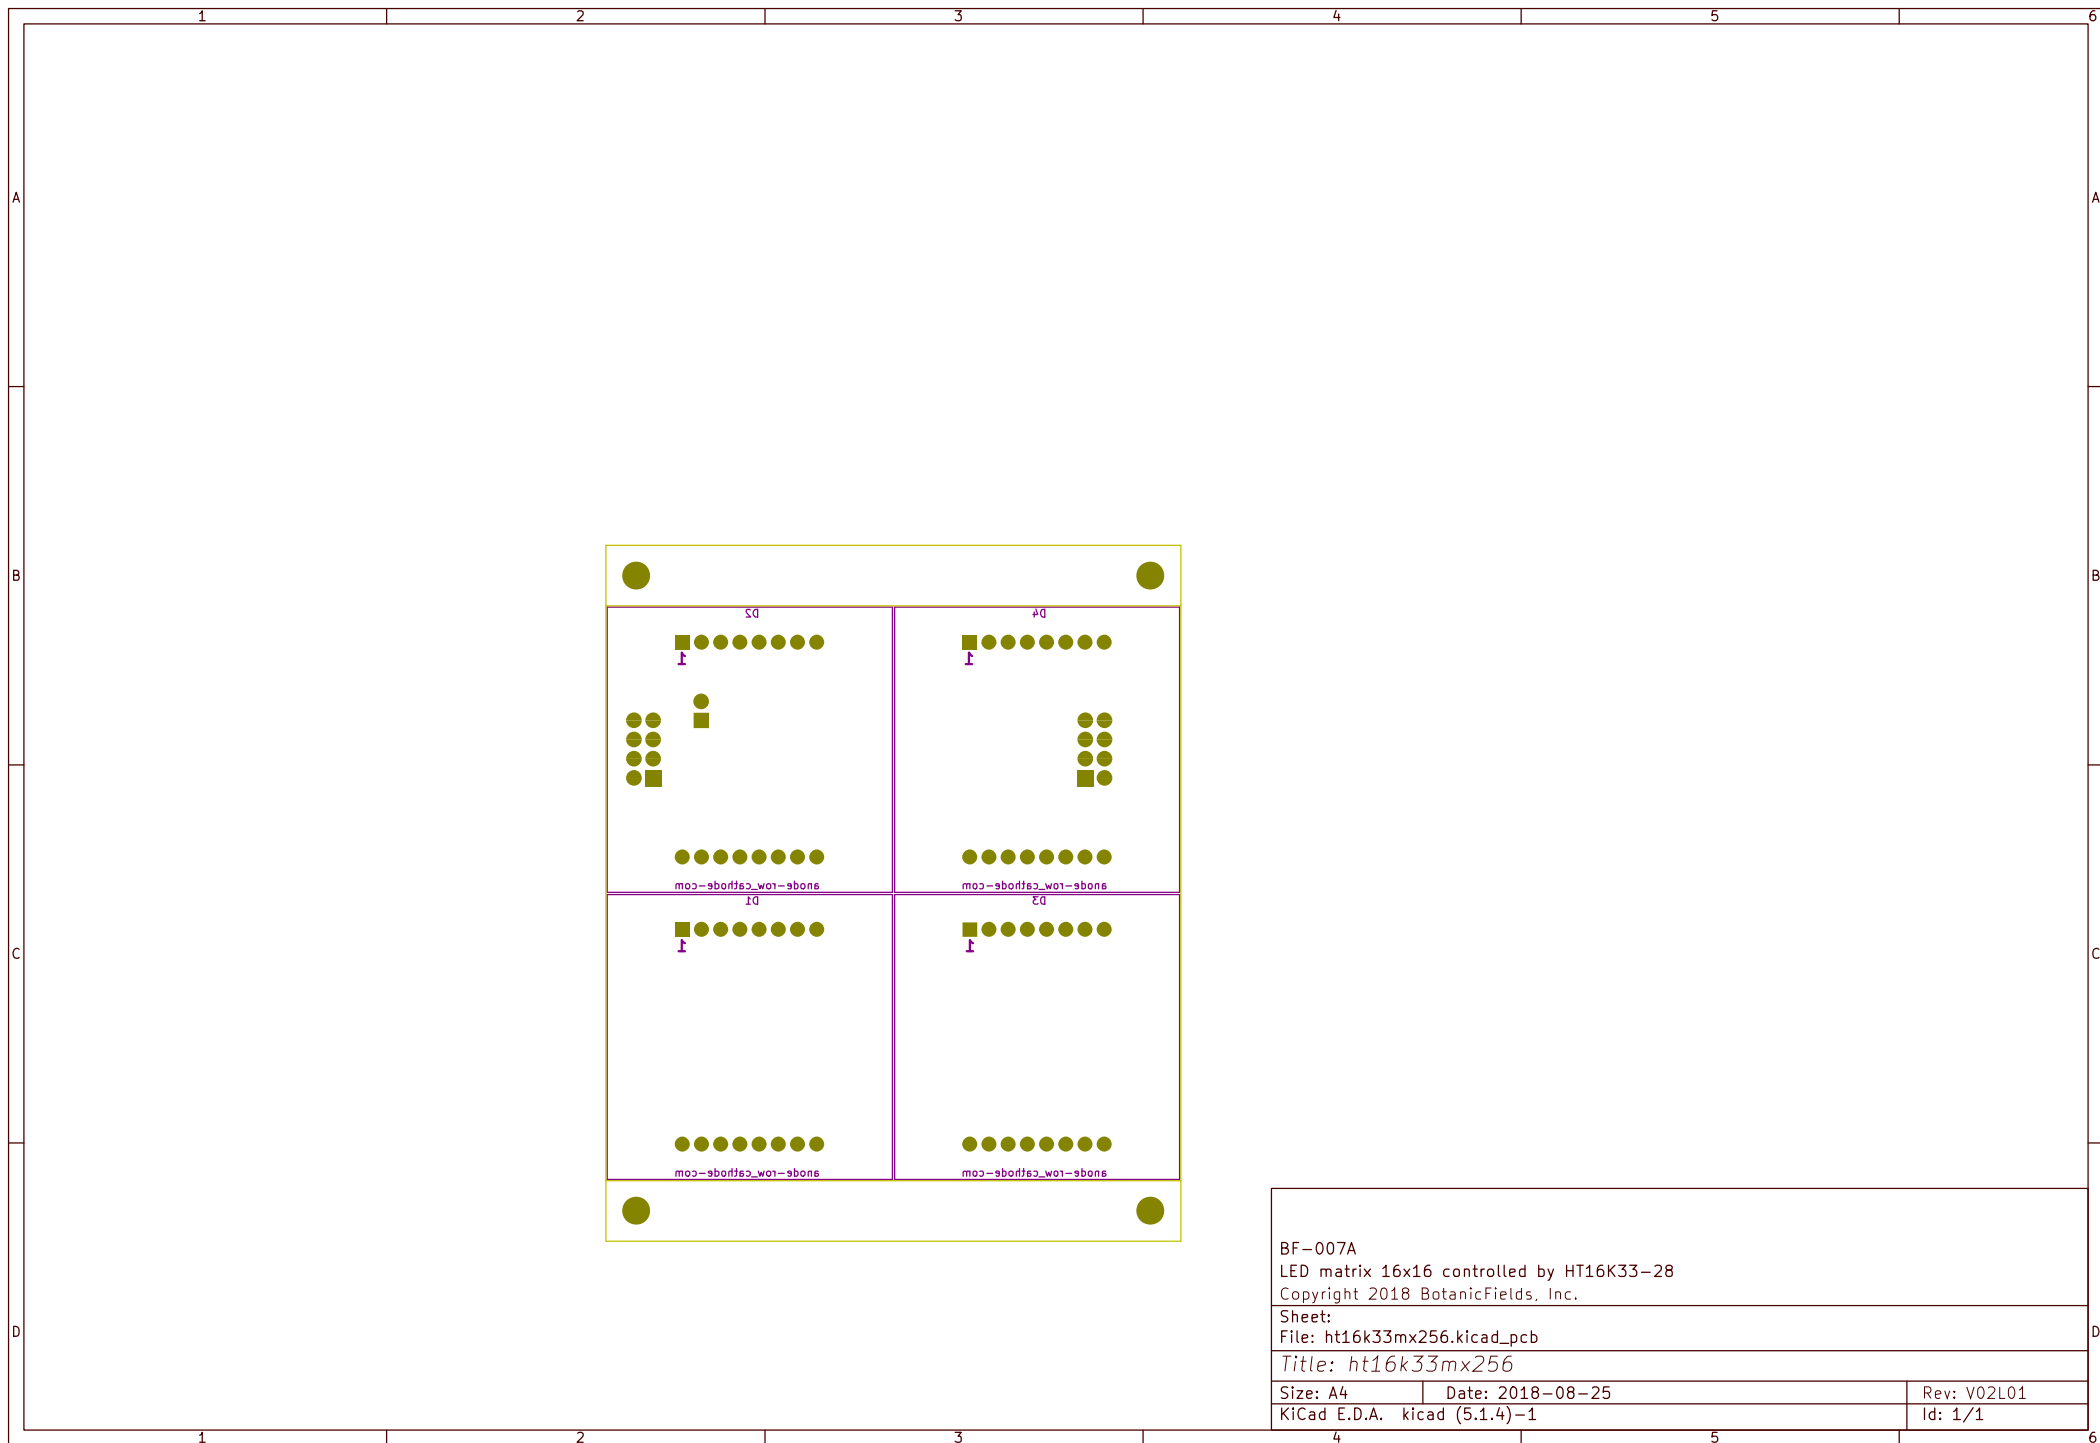 1 2 3 4 5 6
A A
B B
D2 D4
1 1
anode-row_cathode-com anode-row_cathode-com
D1 D3
1 1
C C
anode-row_cathode-com anode-row_cathode-com
BF-007A
LED matrix 16x16 controlled by HT16K33-28
Copyright 2018 BotanicFields, Inc.
Sheet:
D D
File: ht16k33mx256.kicad_pcb
Title: ht16k33mx256
Size: A4 Date: 2018-08-25 Rev: V02L01
KiCad E.D.A. kicad (5.1.4)-1 Id: 1/1
1 2 3 4 5 6